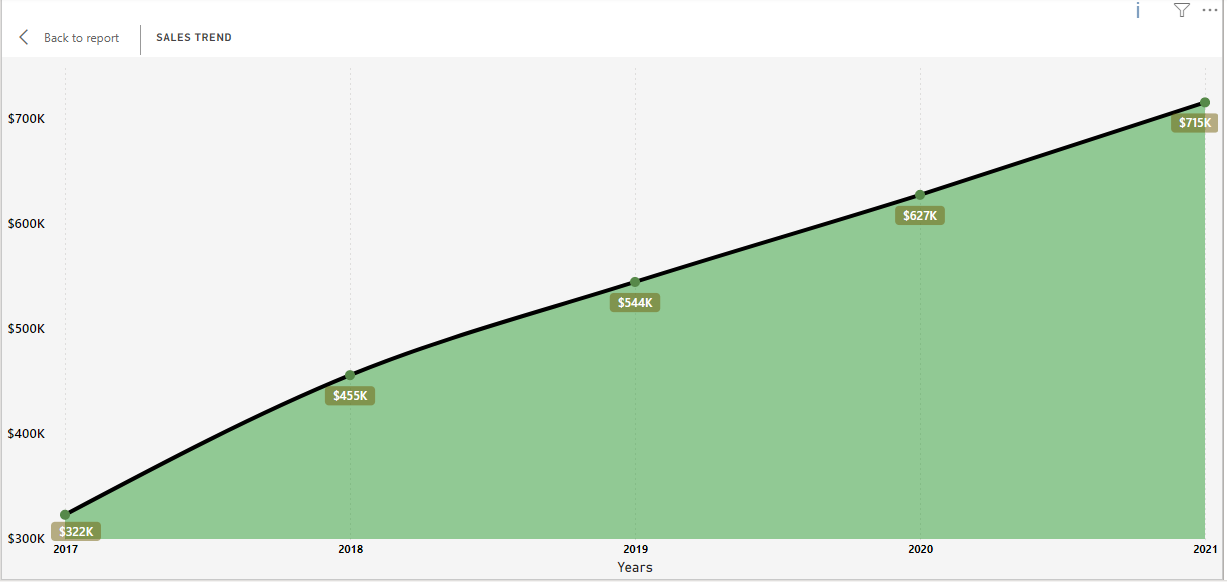 Back to report
SALES TREND
$700K
$600K
$500K
$400K
$300K
$322K
$455K
$544K
$627K
$715K
2017 2018 2019 2020 2021
Years